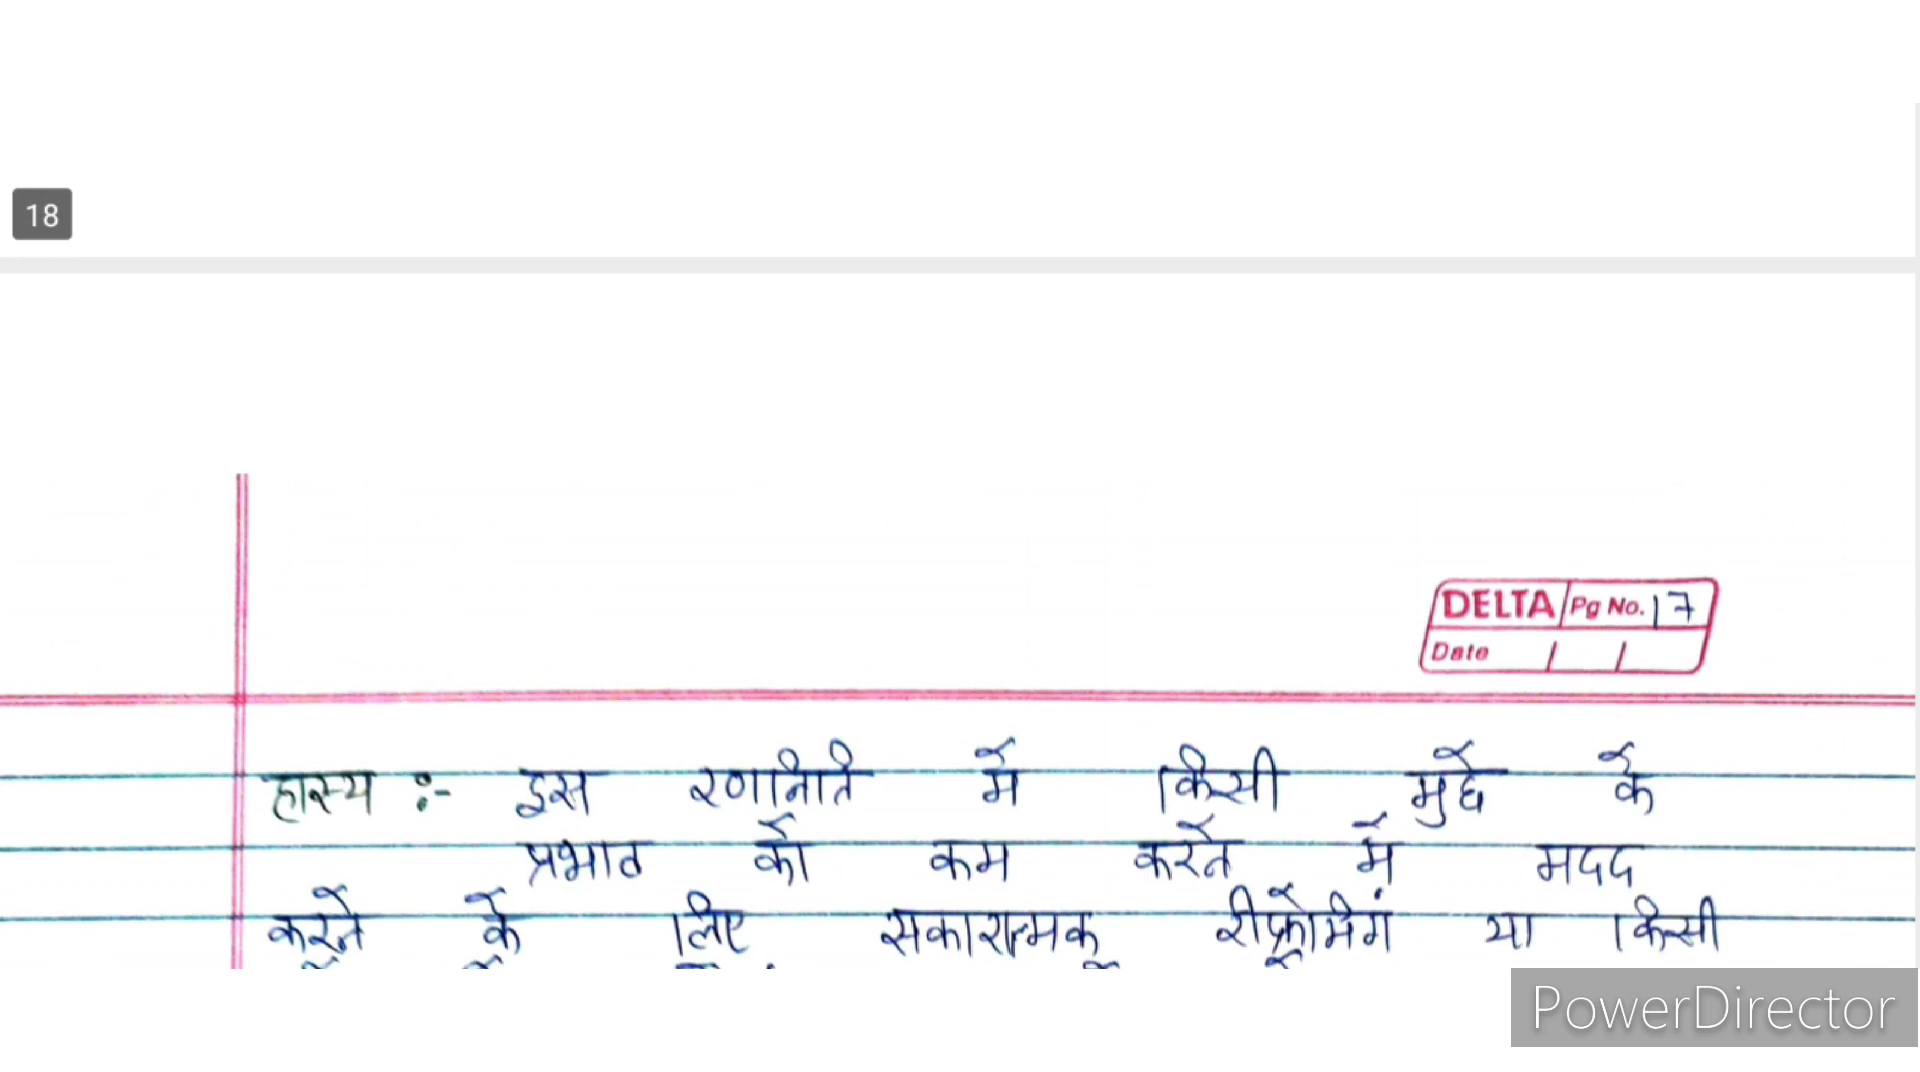 18
DELTA Pg No. 17
Date / /
हास्य :- इस रणनिति में किसी मुद्दे के
प्रभाव को कम करने में मदद
करने के लिए सकारात्मक रीफ्रेमिंग या किसी
PowerDirector